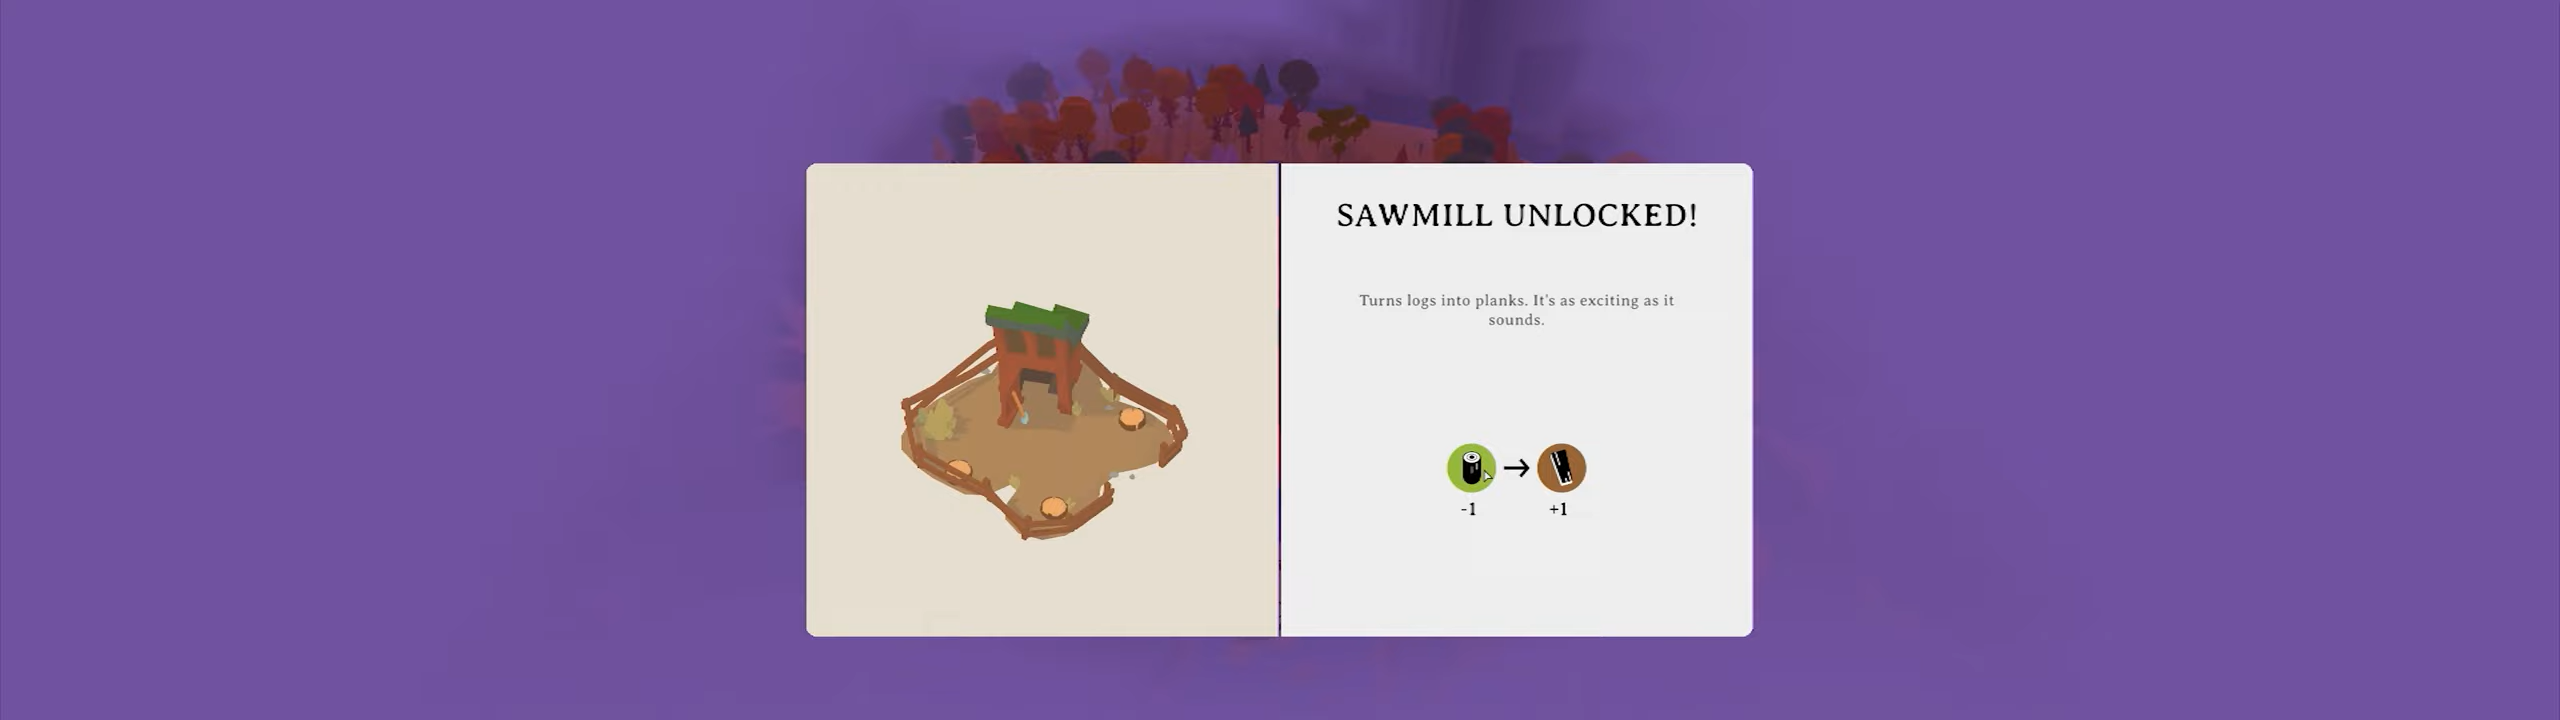 SAWMILL UNLOCKED!
Turns logs into planks. It's as exciting as it
sounds.
-1 +1